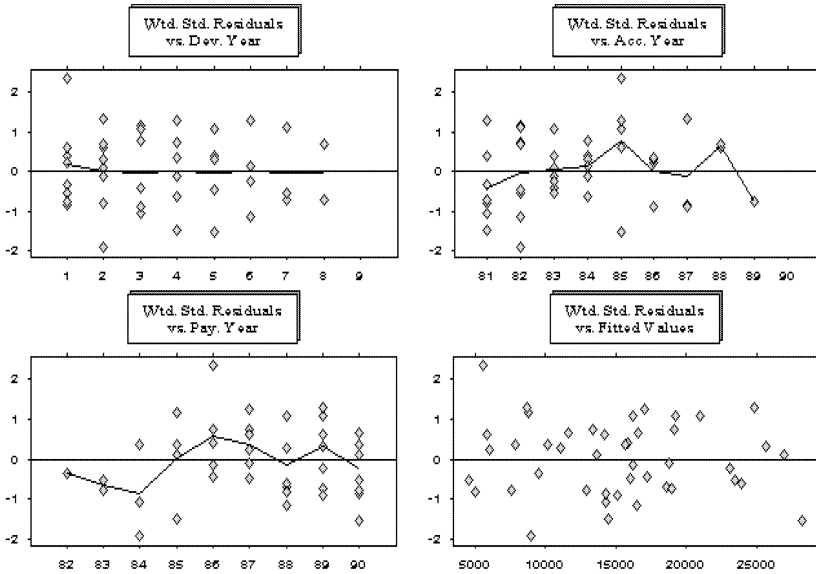 Wtd. Std. Residuals
vs. Dev. Year
Wtd. Std. Residuals
vs. Acc. Year
2
1
0
-1
-2
1 2 3 4 5 6 7 8 9
2
1
0
-1
-2
81 82 83 84 85 86 87 88 89 90
Wtd. Std. Residuals
vs. Pay. Year
Wtd. Std. Residuals
vs. Fitted Values
2
1
0
-1
-2
82 83 84 85 86 87 88 89 90
2
1
0
-1
-2
5000 10000 15000 20000 25000